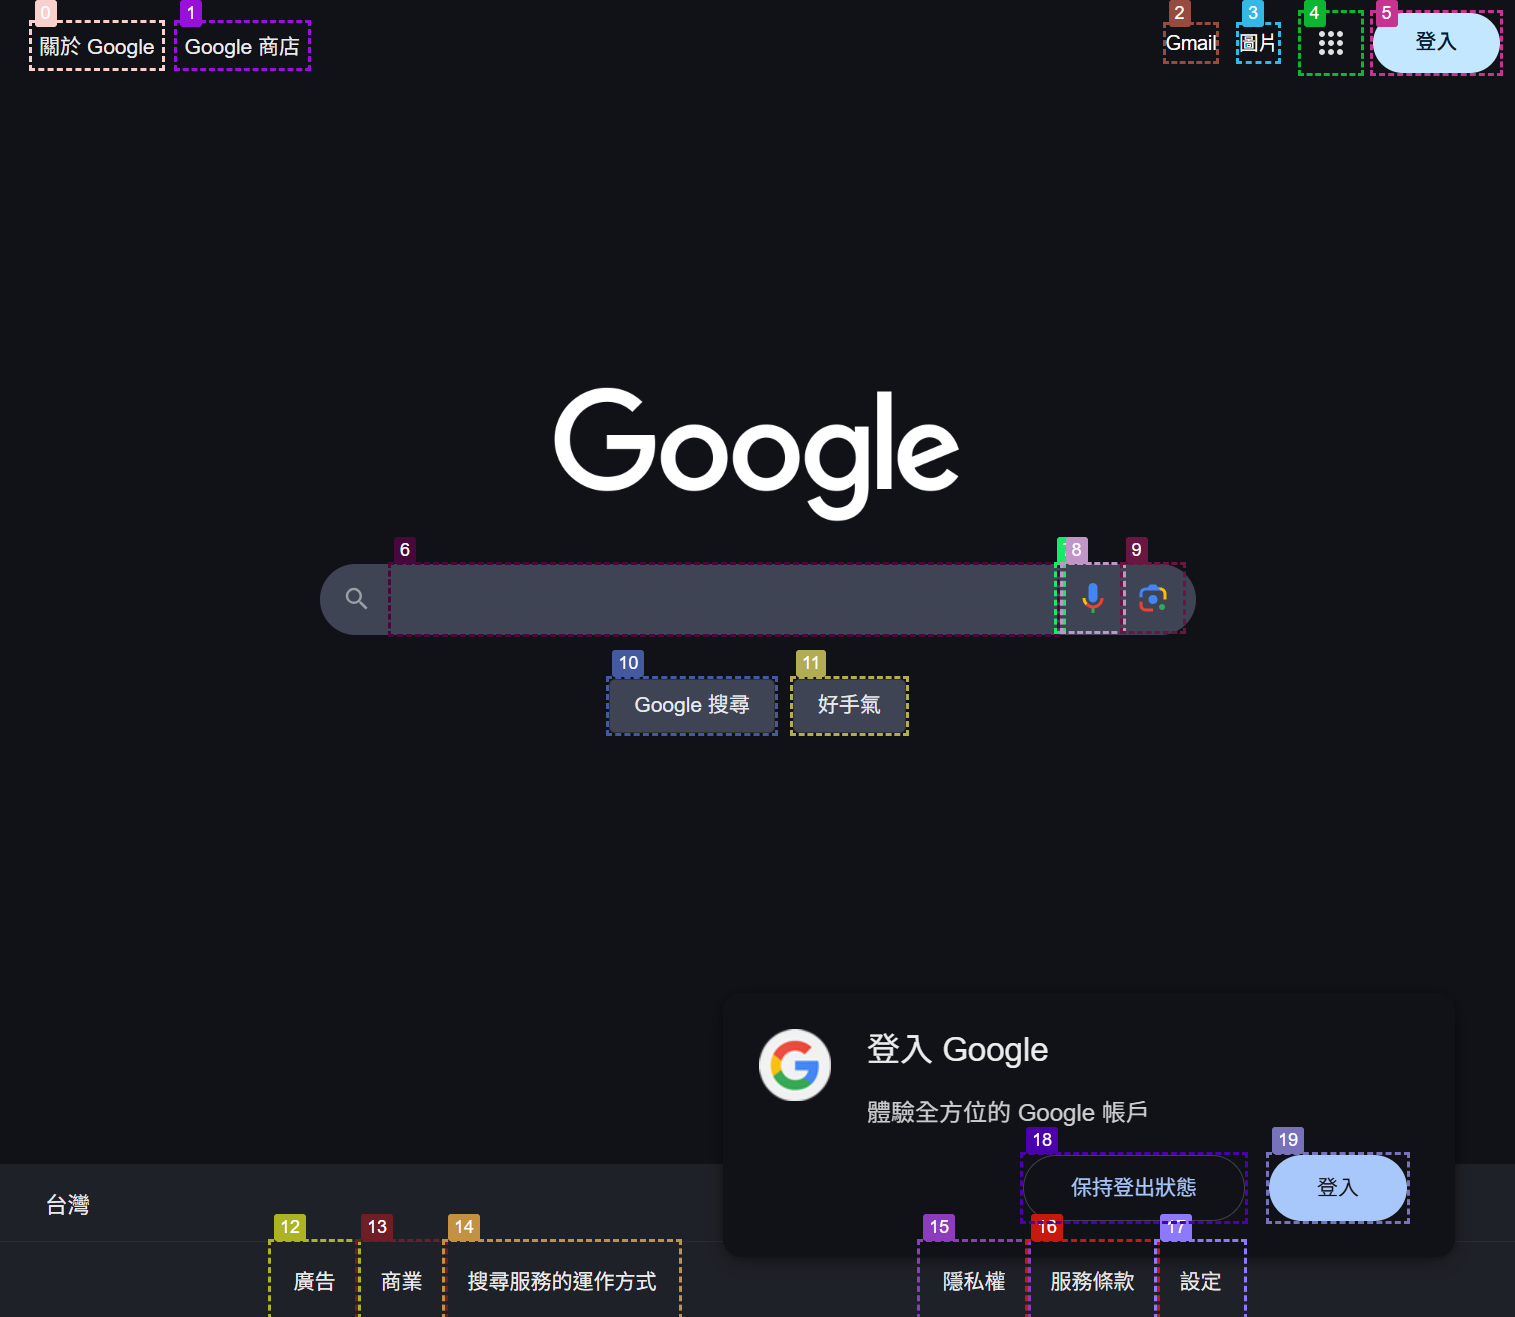 0 1 2 3 4 5
關於 Google Google 商店 Gmail 圖片 登入
Google
6 8 9
10 11
Google 搜尋 好手氣
登入 Google
體驗全方位的 Google 帳戶
18 19
保持登出狀態 登入
台灣
12 13 14 15 16 17
廣告 商業 搜尋服務的運作方式 隱私權 服務條款 設定